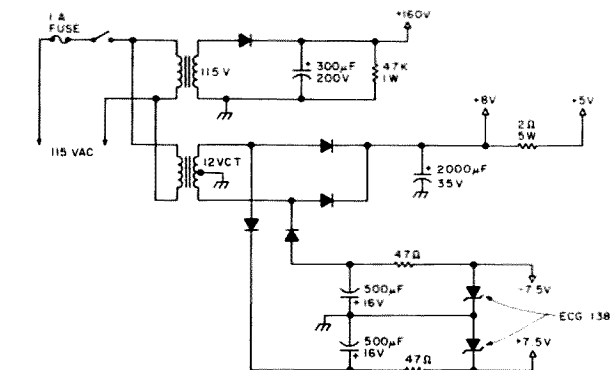 1 A
FUSE
115 V
+160V
+ 300µF
200V
47K
1W
115 VAC
12VCT
+8V
2Ω
5W
+5V
+ 2000µF
35V
47Ω
500µF
+ 16V
-7.5V
ECG 138
500µF
+ 16V
47Ω
+7.5V